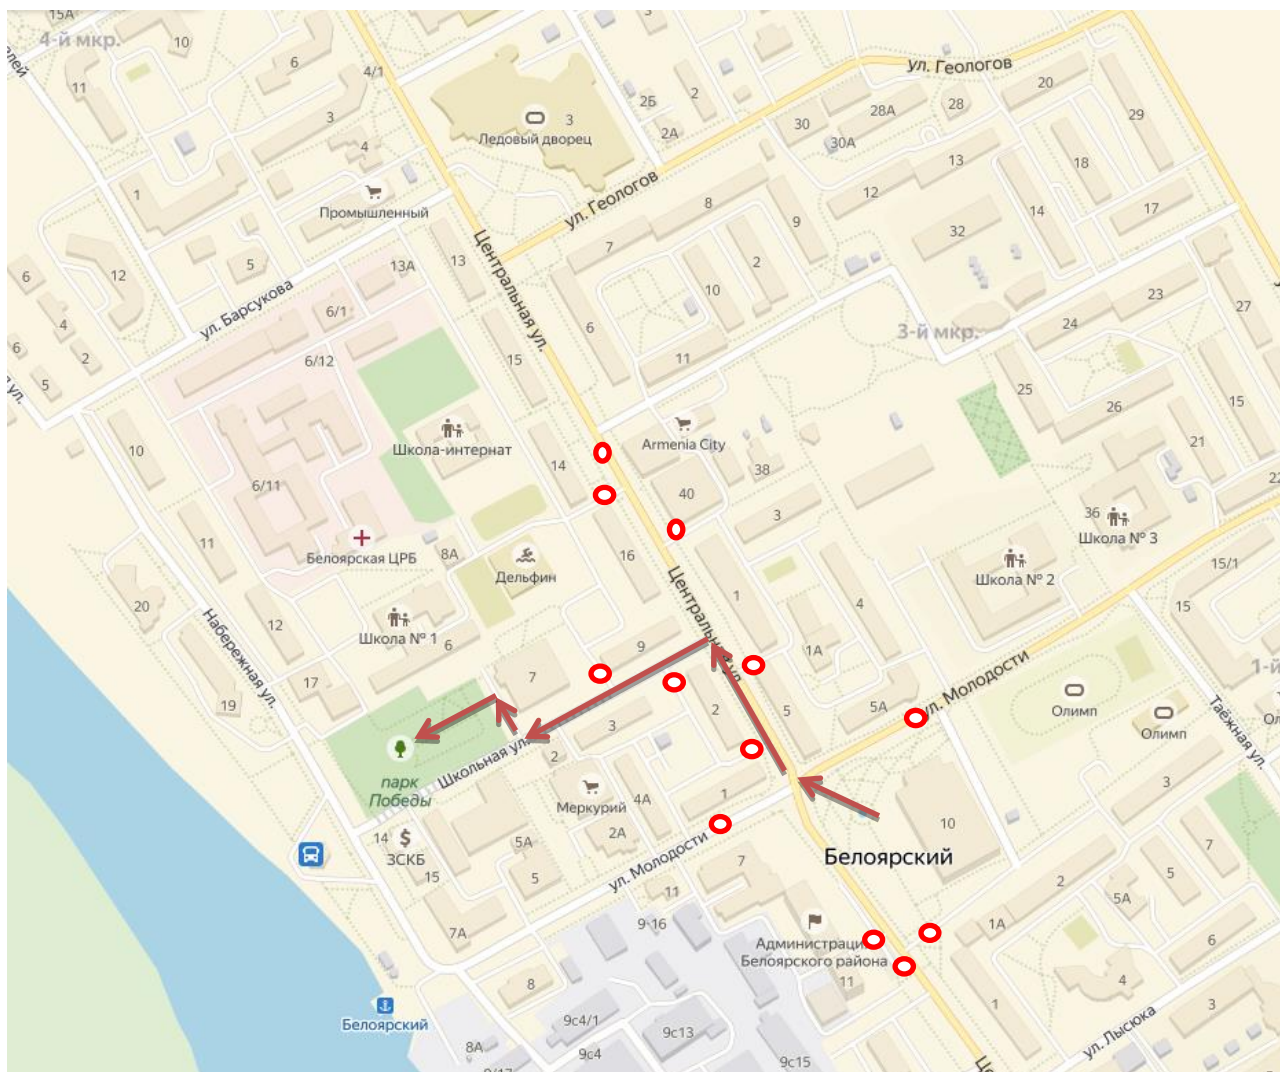 15А
4-й мкр.
10
6
4/1
11
3
4
1
Промышленный
5
12
6
4
6
2
5
ул. Барсукова
13А
13
6/1
6/12
15
10
6/11
Школа-интернат
14
Белоярская ЦРБ
8А
11
20
12
Школа № 1
6
17
19
Набережная ул.
Дельфин
16
9
7
3
2
парк
Победы
Школьная ул.
Меркурий
4А
2А
14
ЗСКБ
15
5А
5
7А
8
Белоярский
8А
9с4/1
9с4
9с13
9с15
9-16
11
7
ул. Молодости
1
2
Ледовый дворец
3
2Б
2
2А
3
ул. Геологов
ул. Геологов
20
28
28А
30
30А
29
18
13
12
14
17
32
8
9
7
2
10
6
11
Центральная ул.
3-й мкр.
24
23
27
25
26
15
21
22
Armenia City
38
40
3
36
Школа № 3
Школа № 2
15/1
15
Центральная ул.
1
4
1А
5А
5
ул. Молодости
Олимп
Олимп
Таёжная ул.
3
10
Белоярский
Администрация
Белоярского района
11
2
1А
5А
5
7
6
4
1
3
ул. Лысюка